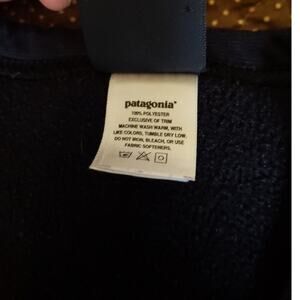 patagonia®
100% POLYESTER
EXCLUSIVE OF TRIM
MACHINE WASH WARM, WITH
LIKE COLORS, TUMBLE DRY LOW.
DO NOT IRON, BLEACH, OR USE
FABRIC SOFTENERS.